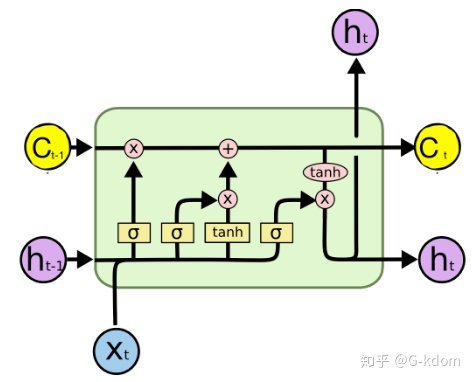 ht
Ct-1
x
+
Ct
tanh
x
x
σ
σ
tanh
σ
ht-1
ht
xt
知乎 @G-kdom